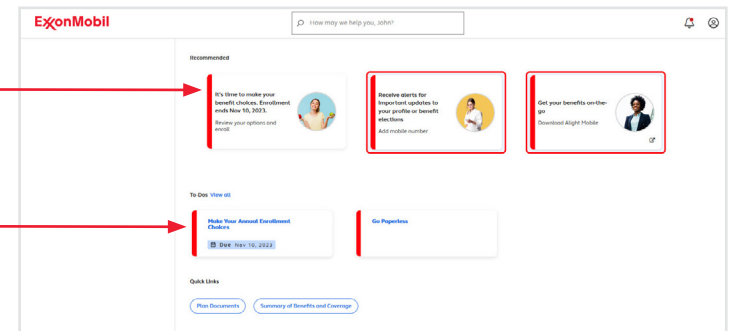 ExxonMobil
How may we help you, John?
Recommended
It's time to make your
benefit choices. Enrollment
ends Nov 10, 2023.
Review your options and
enroll
Receive alerts for
important updates to
your profile or benefit
elections
Add mobile number
Get your benefits on-the-
go
Download Alight Mobile
To-Dos View all
Make Your Annual Enrollment
Choices
Due Nov 10, 2023
Go Paperless
Quick Links
Plan Documents
Summary of Benefits and Coverage